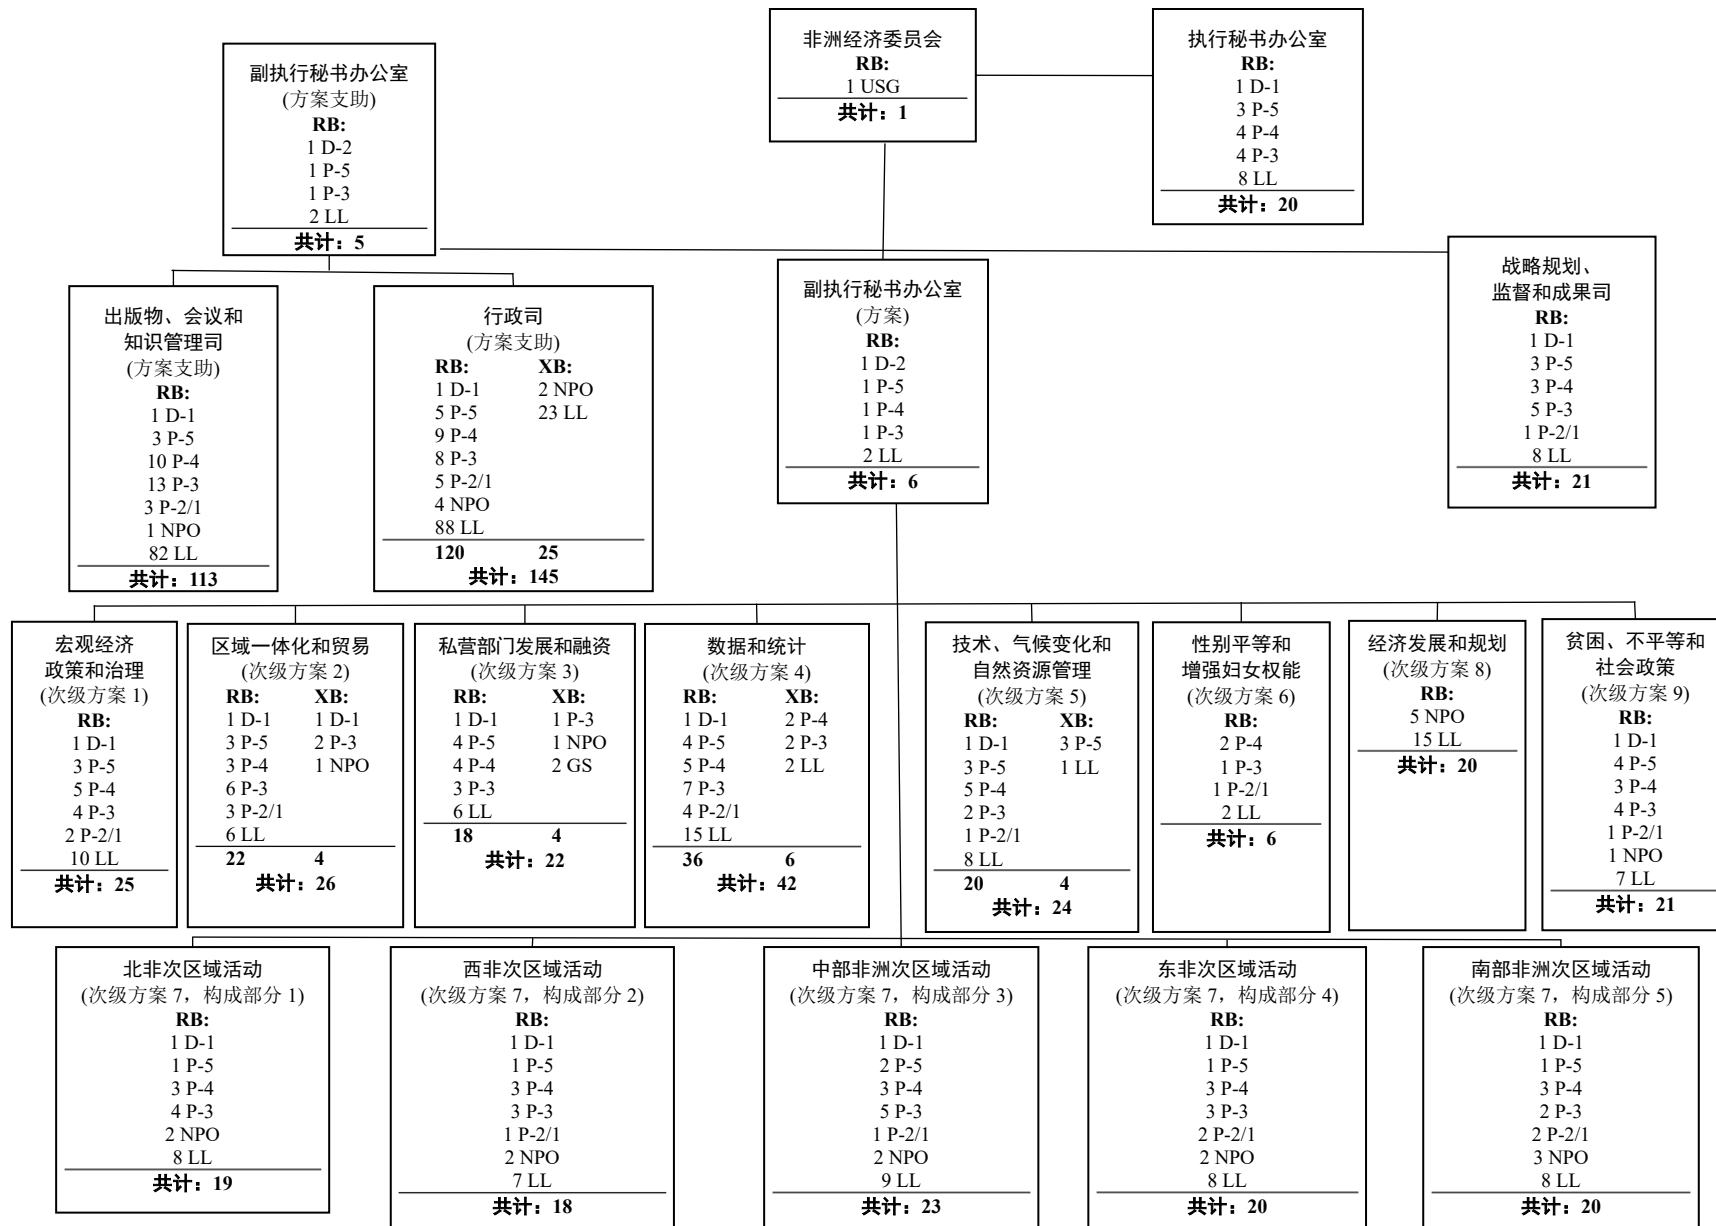 非洲经济委员会
RB:
1 USG
共计：1
执行秘书办公室
RB:
1 D-1
3 P-5
4 P-4
4 P-3
8 LL
共计：20
副执行秘书办公室
(方案支助)
RB:
1 D-2
1 P-5
1 P-3
2 LL
共计：5
战略规划、
监督和成果司
RB:
1 D-1
3 P-5
3 P-4
5 P-3
1 P-2/1
8 LL
共计：21
副执行秘书办公室
(方案)
RB:
1 D-2
1 P-5
1 P-4
1 P-3
2 LL
共计：6
出版物、会议和
知识管理司
(方案支助)
RB:
1 D-1
3 P-5
10 P-4
13 P-3
3 P-2/1
1 NPO
82 LL
共计：113
行政司
(方案支助)
RB: XB:
1 D-1 2 NPO
5 P-5 23 LL
9 P-4
8 P-3
5 P-2/1
4 NPO
88 LL
120 25
共计：145
宏观经济
政策和治理
(次级方案 1)
RB:
1 D-1
3 P-5
5 P-4
4 P-3
2 P-2/1
10 LL
共计：25
区域一体化和贸易
(次级方案 2)
RB: XB:
1 D-1 1 D-1
3 P-5 2 P-3
3 P-4 1 NPO
6 P-3
3 P-2/1
6 LL
22 4
共计：26
私营部门发展和融资
(次级方案 3)
RB: XB:
1 D-1 1 P-3
4 P-5 1 NPO
4 P-4 2 GS
3 P-3
6 LL
18 4
共计：22
数据和统计
(次级方案 4)
RB: XB:
1 D-1 2 P-4
4 P-5 2 P-3
5 P-4 2 LL
7 P-3
4 P-2/1
15 LL
36 6
共计：42
技术、气候变化和
自然资源管理
(次级方案 5)
RB: XB:
1 D-1 3 P-5
3 P-5 1 LL
5 P-4
2 P-3
1 P-2/1
8 LL
20 4
共计：24
性别平等和
增强妇女权能
(次级方案 6)
RB:
2 P-4
1 P-3
1 P-2/1
2 LL
共计：6
经济发展和规划
(次级方案 8)
RB:
5 NPO
15 LL
共计：20
贫困、不平等和
社会政策
(次级方案 9)
RB:
1 D-1
4 P-5
3 P-4
4 P-3
1 P-2/1
1 NPO
7 LL
共计：21
北非次区域活动
(次级方案 7，构成部分 1)
RB:
1 D-1
1 P-5
3 P-4
4 P-3
2 NPO
8 LL
共计：19
西非次区域活动
(次级方案 7，构成部分 2)
RB:
1 D-1
1 P-5
3 P-4
3 P-3
1 P-2/1
2 NPO
7 LL
共计：18
中部非洲次区域活动
(次级方案 7，构成部分 3)
RB:
1 D-1
2 P-5
3 P-4
5 P-3
1 P-2/1
2 NPO
9 LL
共计：23
东非次区域活动
(次级方案 7，构成部分 4)
RB:
1 D-1
1 P-5
3 P-4
3 P-3
2 P-2/1
2 NPO
8 LL
共计：20
南部非洲次区域活动
(次级方案 7，构成部分 5)
RB:
1 D-1
1 P-5
3 P-4
2 P-3
2 P-2/1
3 NPO
8 LL
共计：20